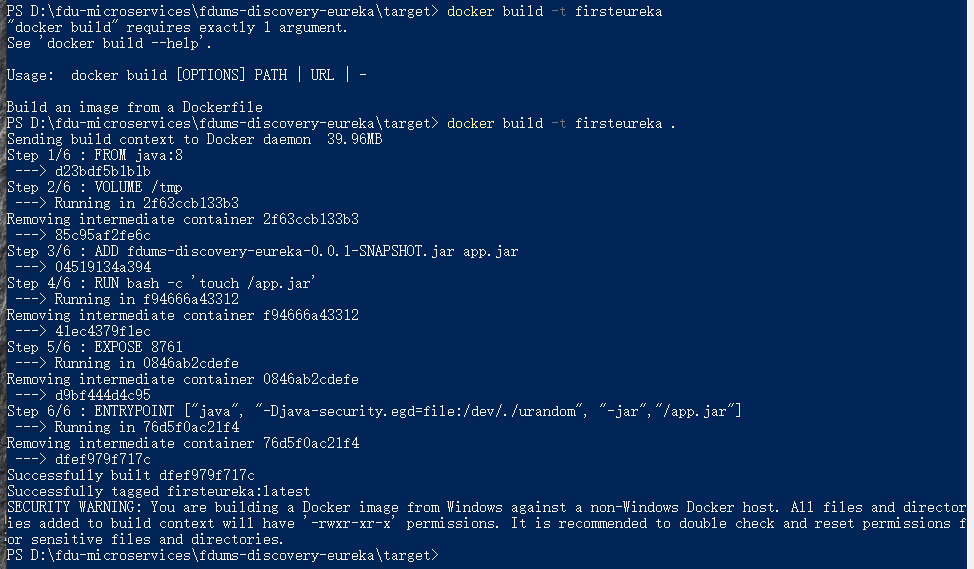 PS D:\fdu-microservices\fdums-discovery-eureka\target> docker build -t firsteureka
"docker build" requires exactly 1 argument.
See 'docker build --help'.
Usage:  docker build [OPTIONS] PATH | URL | -
Build an image from a Dockerfile
PS D:\fdu-microservices\fdums-discovery-eureka\target> docker build -t firsteureka .
Sending build context to Docker daemon  39.96MB
Step 1/6 : FROM java:8
 ---> d23bdf5b1b1b
Step 2/6 : VOLUME /tmp
 ---> Running in 2f63ccb133b3
Removing intermediate container 2f63ccb133b3
 ---> 85c95af2fe6c
Step 3/6 : ADD fdums-discovery-eureka-0.0.1-SNAPSHOT.jar app.jar
 ---> 04519134a394
Step 4/6 : RUN bash -c 'touch /app.jar'
 ---> Running in f94666a43312
Removing intermediate container f94666a43312
 ---> 41ec4379f1ec
Step 5/6 : EXPOSE 8761
 ---> Running in 0846ab2cdefe
Removing intermediate container 0846ab2cdefe
 ---> d9bf444d4c95
Step 6/6 : ENTRYPOINT ["java", "-Djava-security.egd=file:/dev/./urandom", "-jar","/app.jar"]
 ---> Running in 76d5f0ac21f4
Removing intermediate container 76d5f0ac21f4
 ---> dfef979f717c
Successfully built dfef979f717c
Successfully tagged firsteureka:latest
SECURITY WARNING: You are building a Docker image from Windows against a non-Windows Docker host. All files and director
ies added to build context will have '-rwxr-xr-x' permissions. It is recommended to double check and reset permissions f
or sensitive files and directories.
PS D:\fdu-microservices\fdums-discovery-eureka\target>